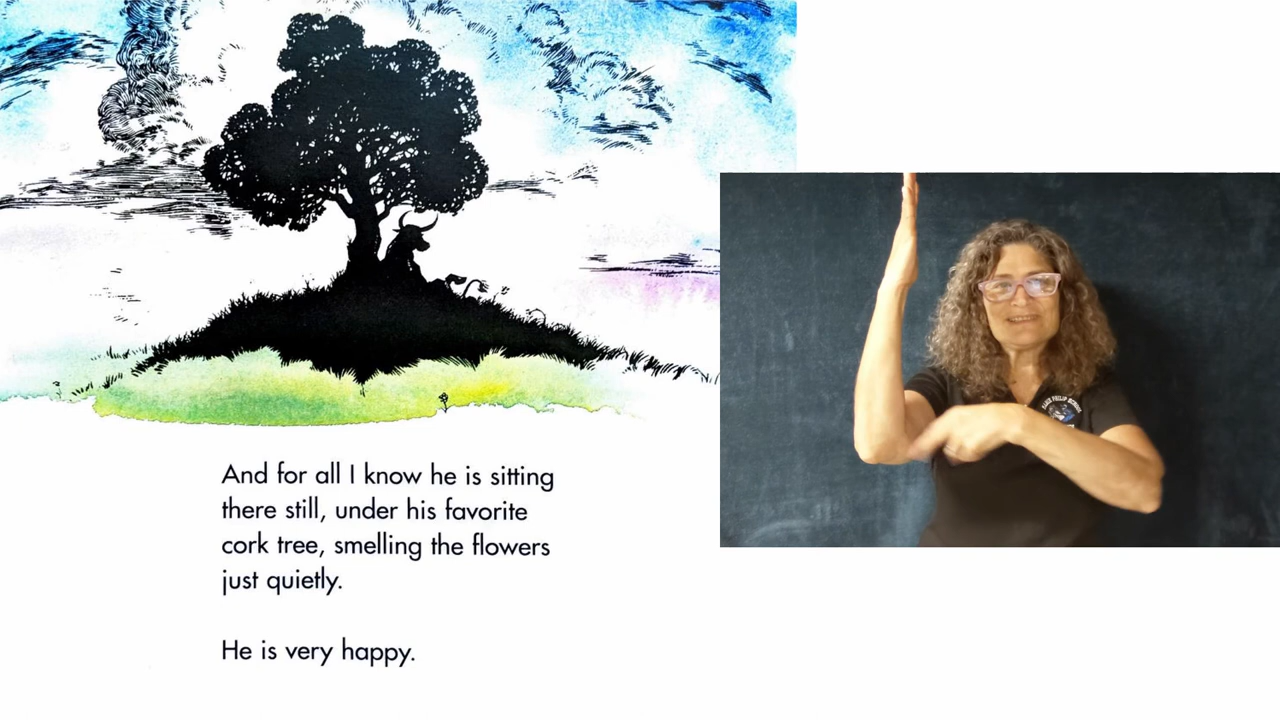 And for all I know he is sitting
there still, under his favorite
cork tree, smelling the flowers
just quietly.
He is very happy.